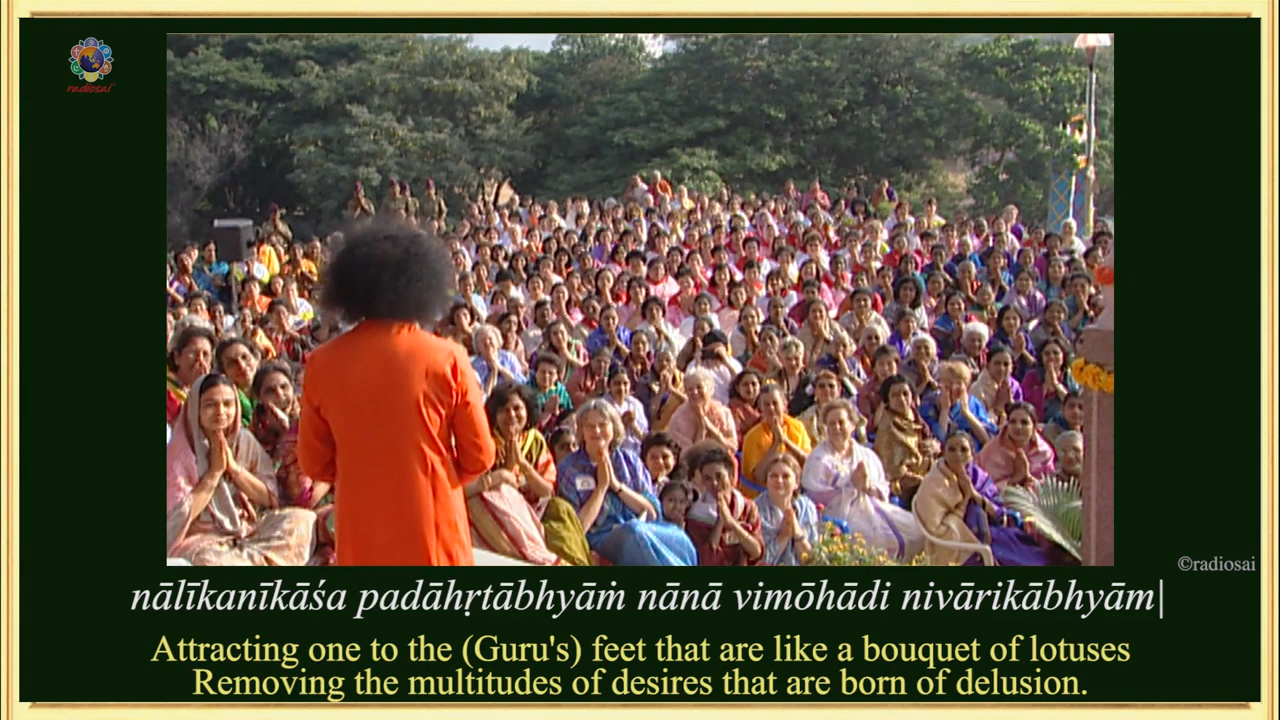 radiosai
©radiosai
nālīkanīkāśa padāhṛtābhyāṁ nānā vimōhādi nivārikābhyām|
Attracting one to the (Guru's) feet that are like a bouquet of lotuses
Removing the multitudes of desires that are born of delusion.